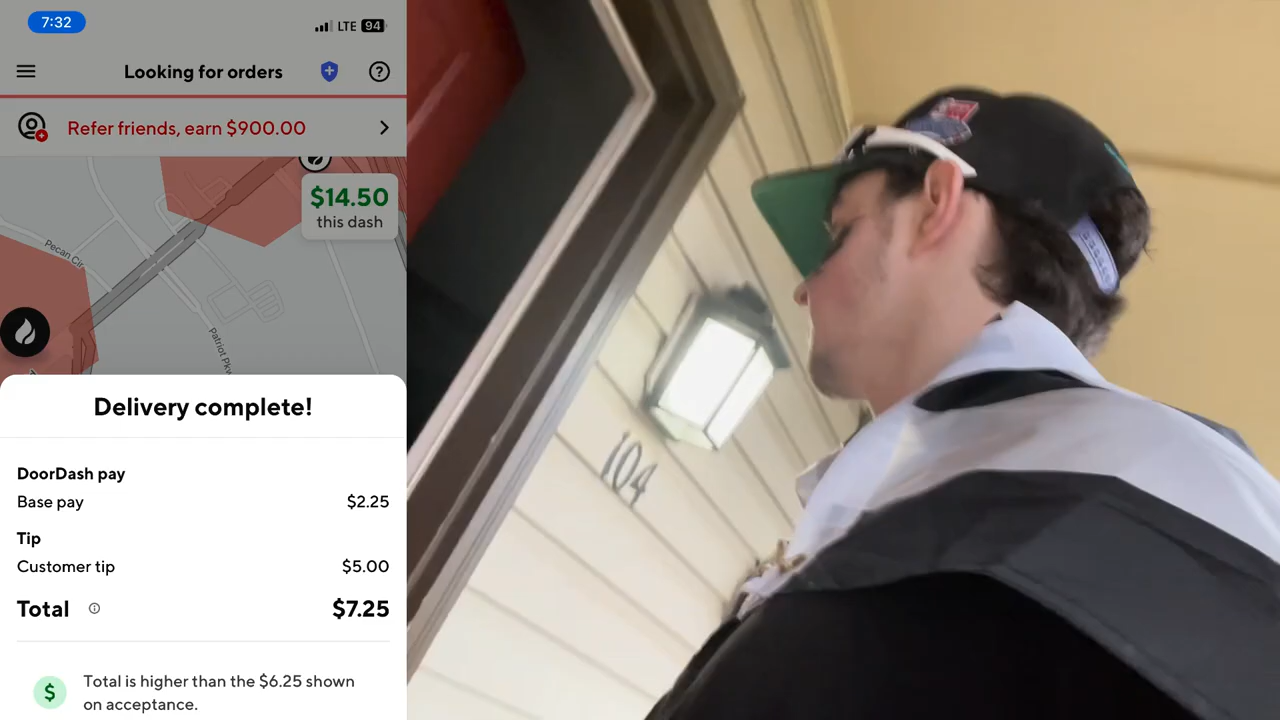 7:32
LTE 94
Looking for orders
Refer friends, earn $900.00
$14.50
this dash
Pecan Cir
Patriot Pkw
Delivery complete!
DoorDash pay
Base pay $2.25
Tip
Customer tip $5.00
Total $7.25
Total is higher than the $6.25 shown
on acceptance.
104